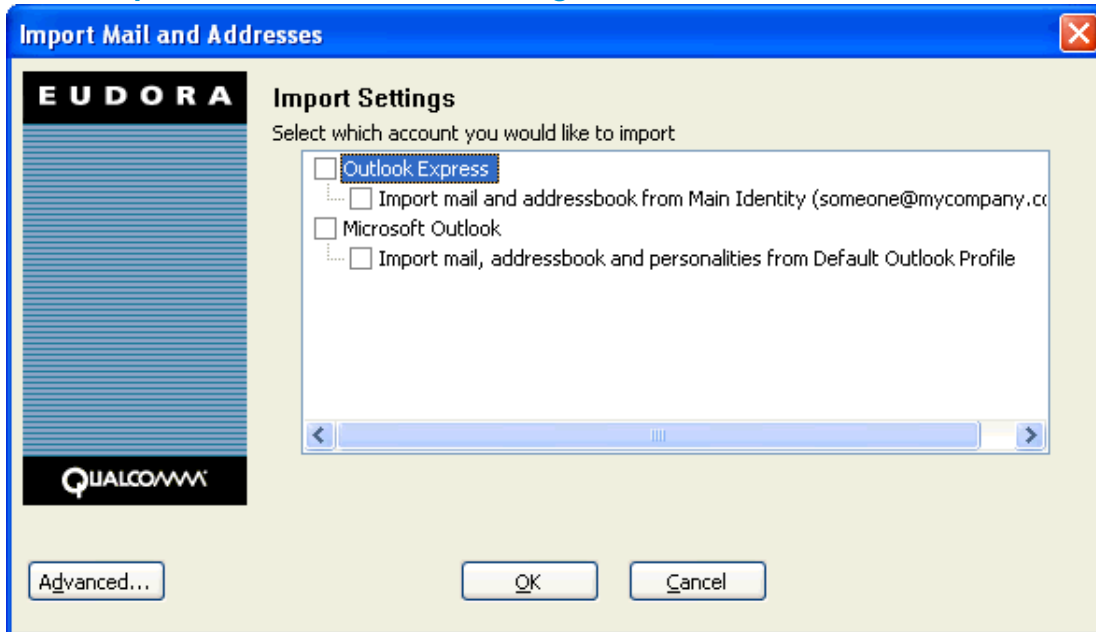 Import Mail and Addresses
EUDORA
Import Settings
Select which account you would like to import
Outlook Express
Import mail and addressbook from Main Identity (someone@mycompany.co
Microsoft Outlook
Import mail, addressbook and personalities from Default Outlook Profile
QUALCOMM
Advanced...
OK
Cancel